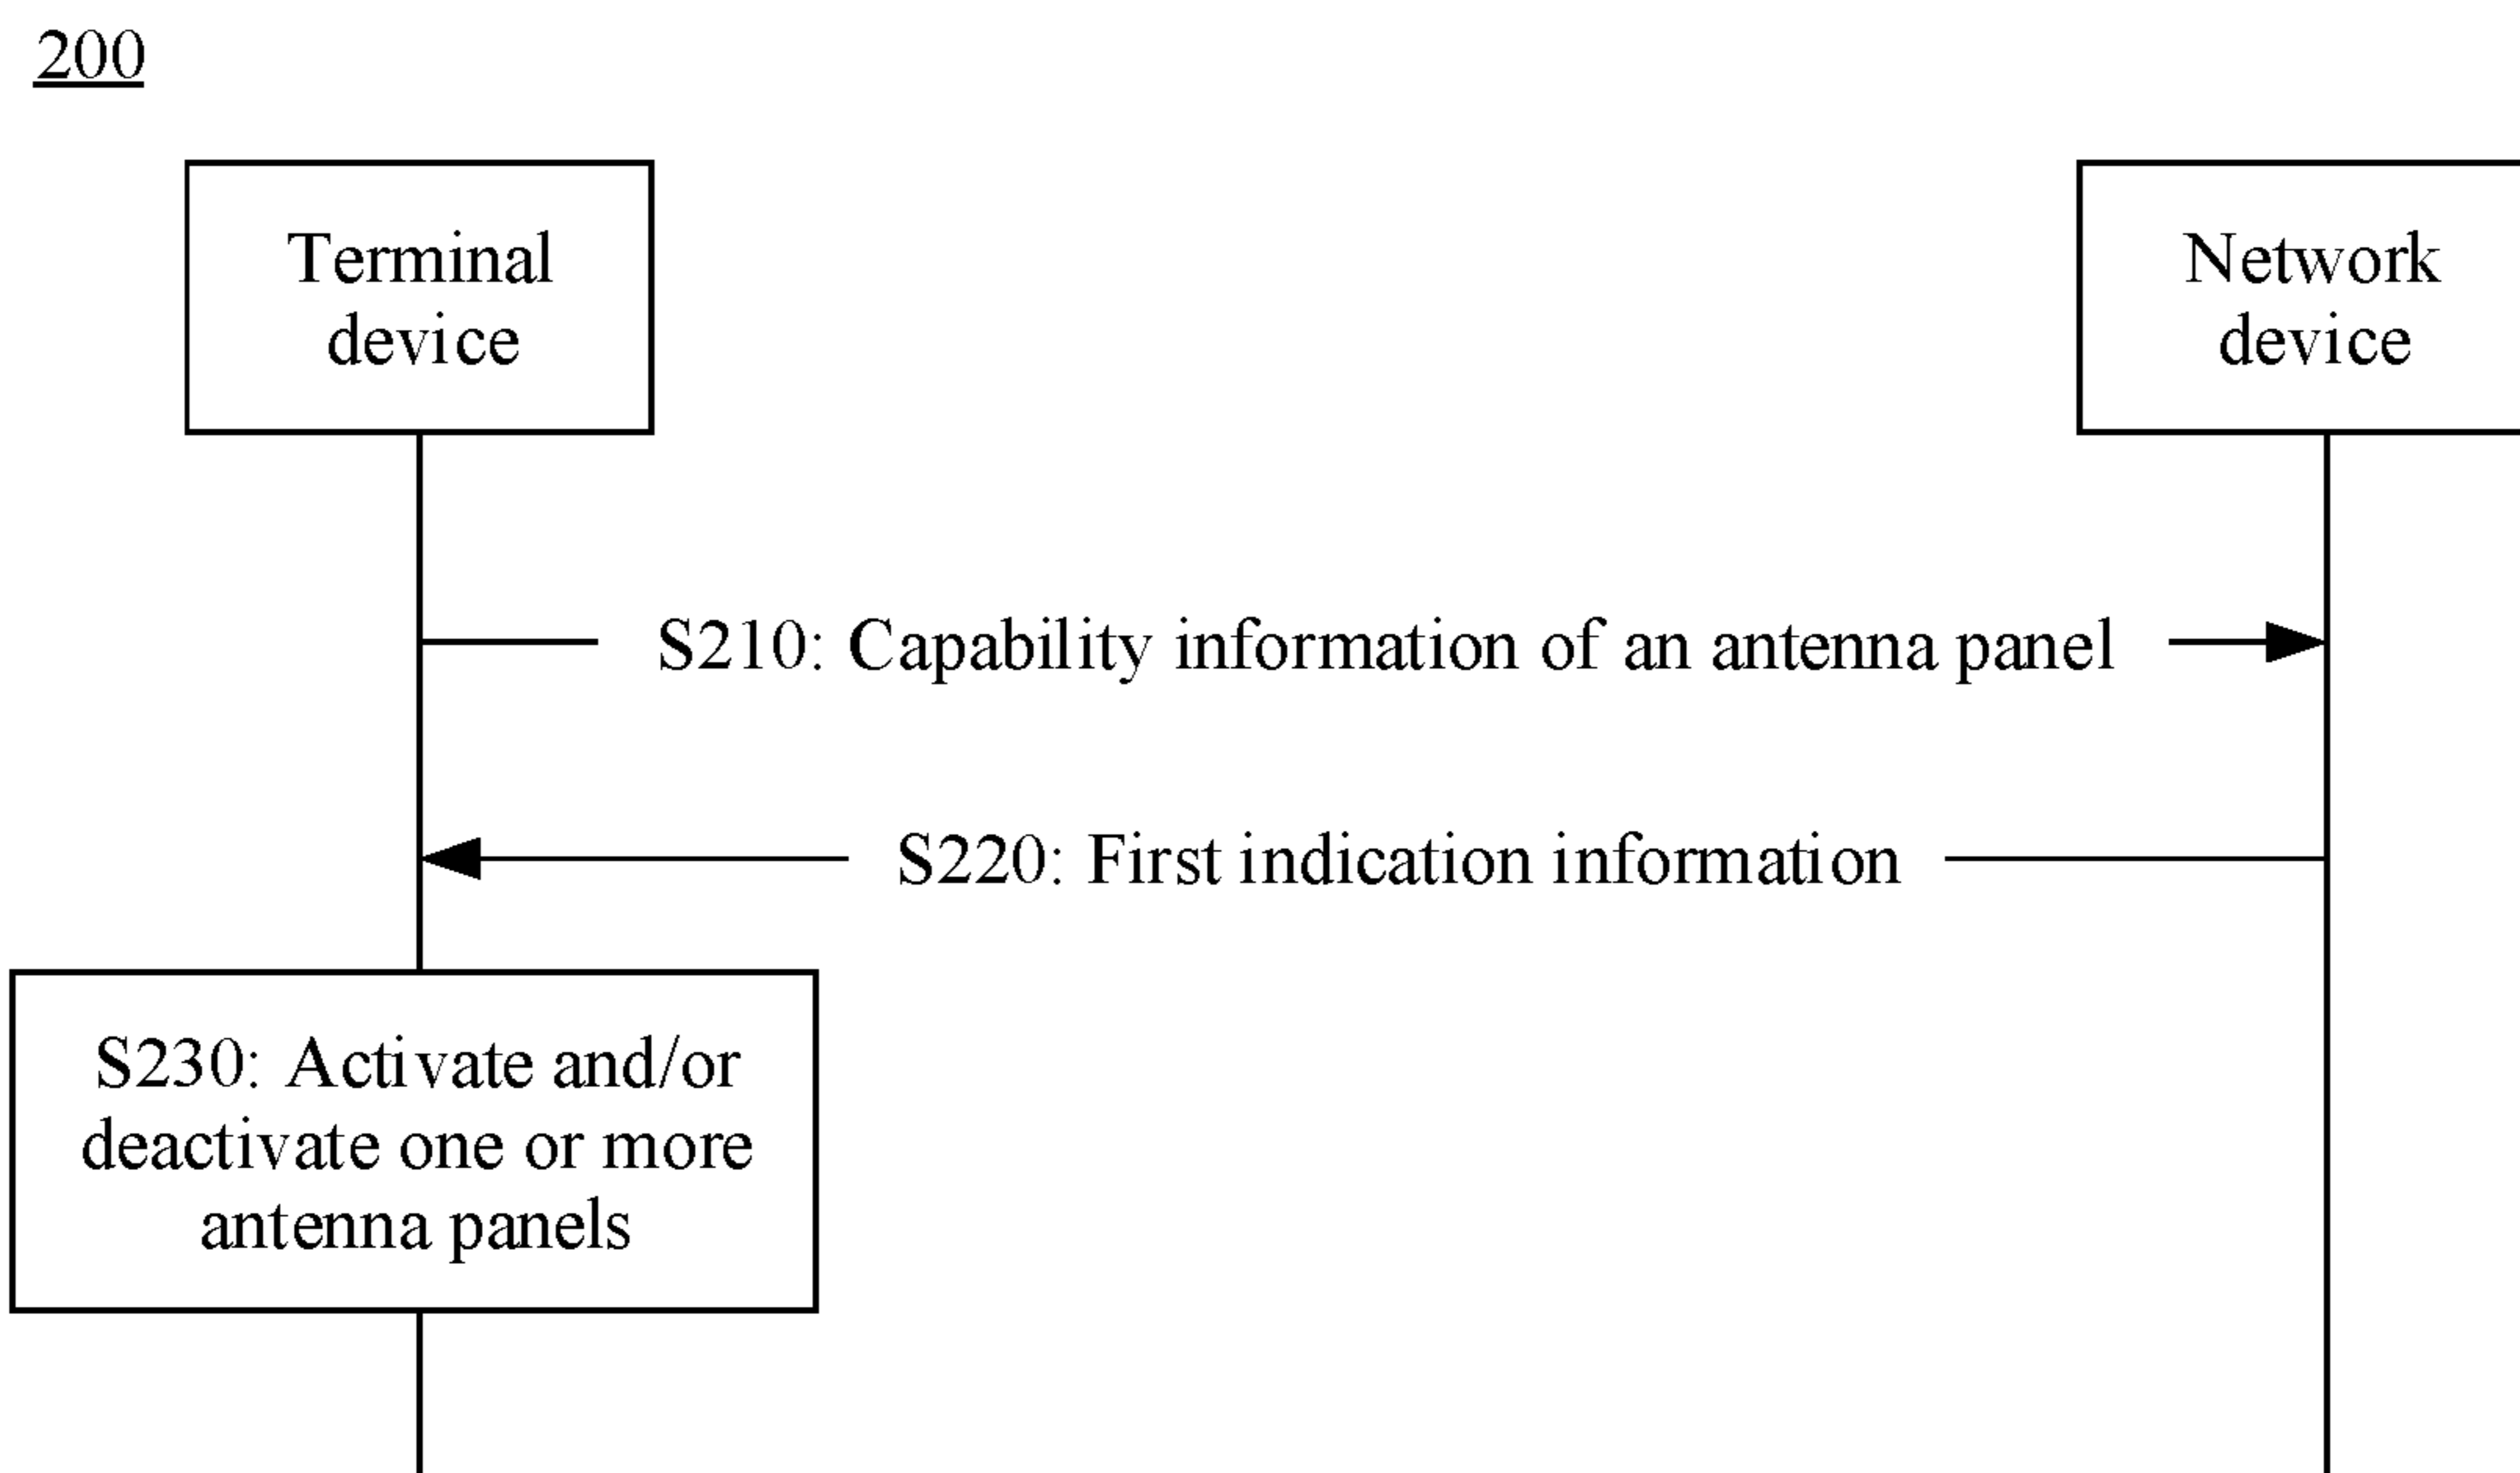 200
Terminal
device
Network
device
S210: Capability information of an antenna panel
S220: First indication information
S230: Activate and/or
deactivate one or more
antenna panels